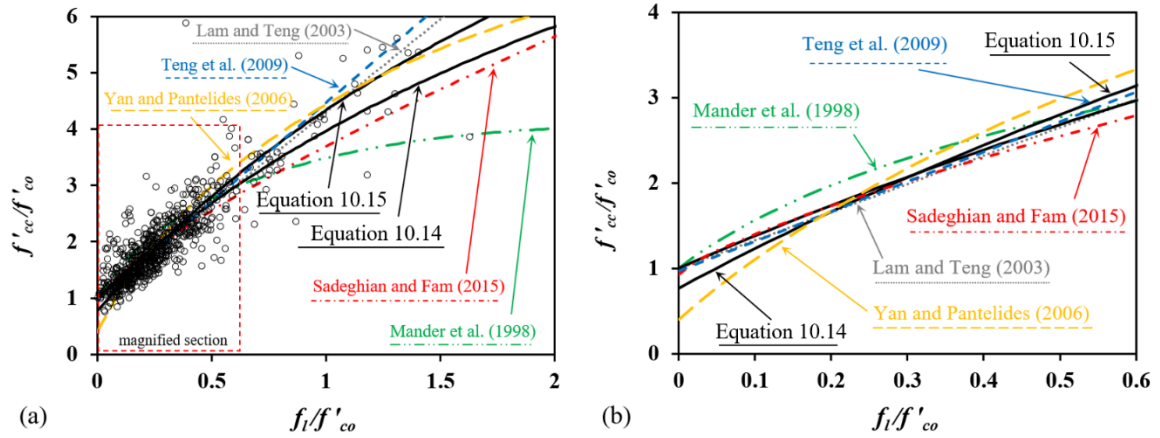 6
5
4
3
2
1
0
f'cc/f'co
Lam and Teng (2003)
Teng et al. (2009)
Yan and Pantelides (2006)
Equation 10.15
Equation 10.14
Sadeghian and Fam (2015)
Mander et al. (1998)
magnified section
0 0.5 1 1.5 2
fl/f'co
(a)
4
3
2
1
0
f'cc/f'co
Equation 10.15
Teng et al. (2009)
Mander et al. (1998)
Sadeghian and Fam (2015)
Lam and Teng (2003)
Yan and Pantelides (2006)
Equation 10.14
0 0.1 0.2 0.3 0.4 0.5 0.6
fl/f'co
(b)